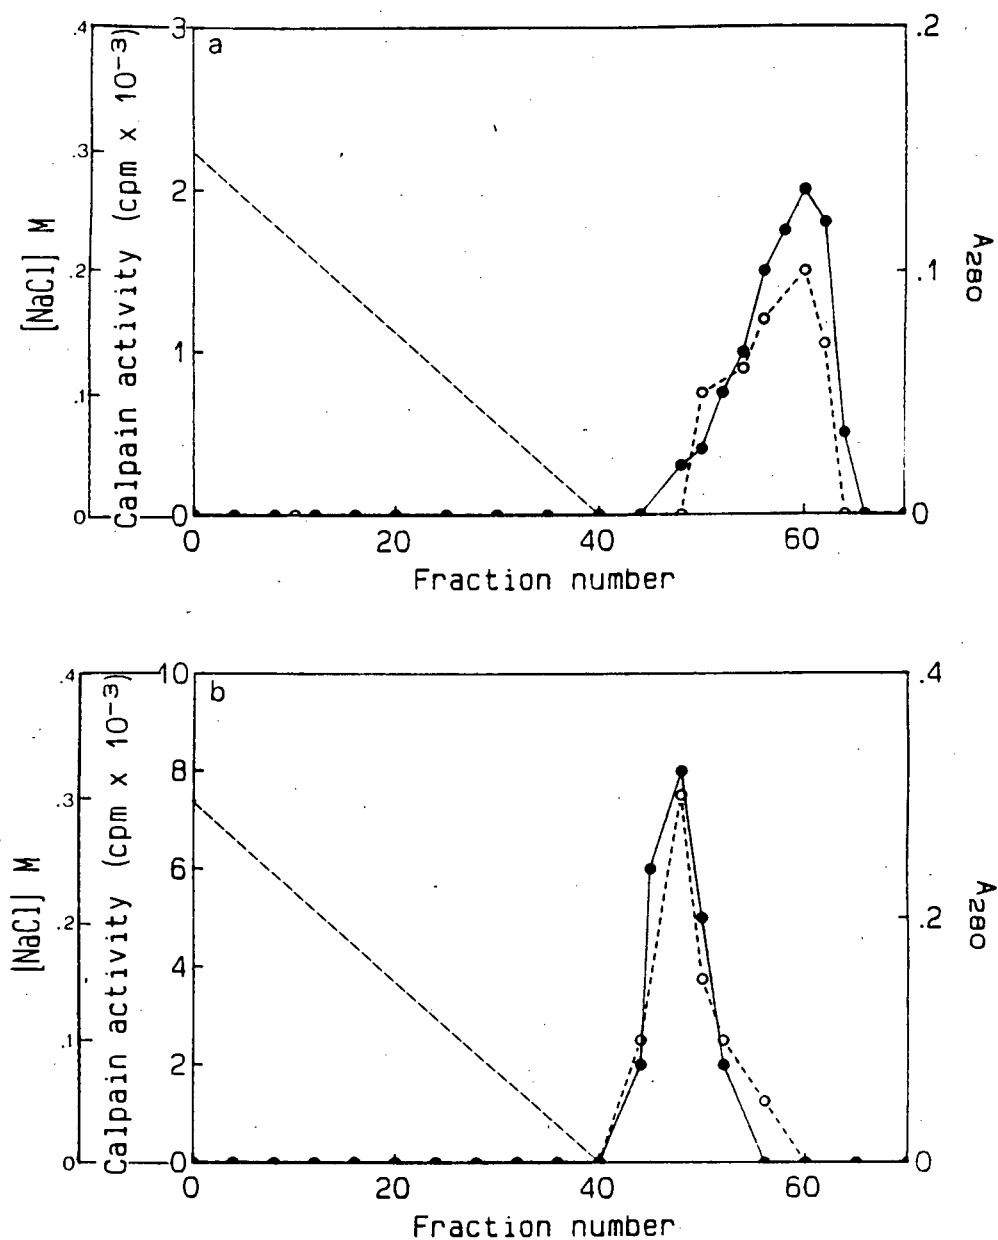 a
.4
.3
.2
.1
0
[NaCl] M
Calpain activity (cpm x 10⁻³)
3
2
1
0
.2
.1
0
A280
0 20 40 60
Fraction number
b
.4
.3
.2
.1
0
[NaCl] M
Calpain activity (cpm x 10⁻³)
10
8
6
4
2
0
.4
.2
0
A280
0 20 40 60
Fraction number